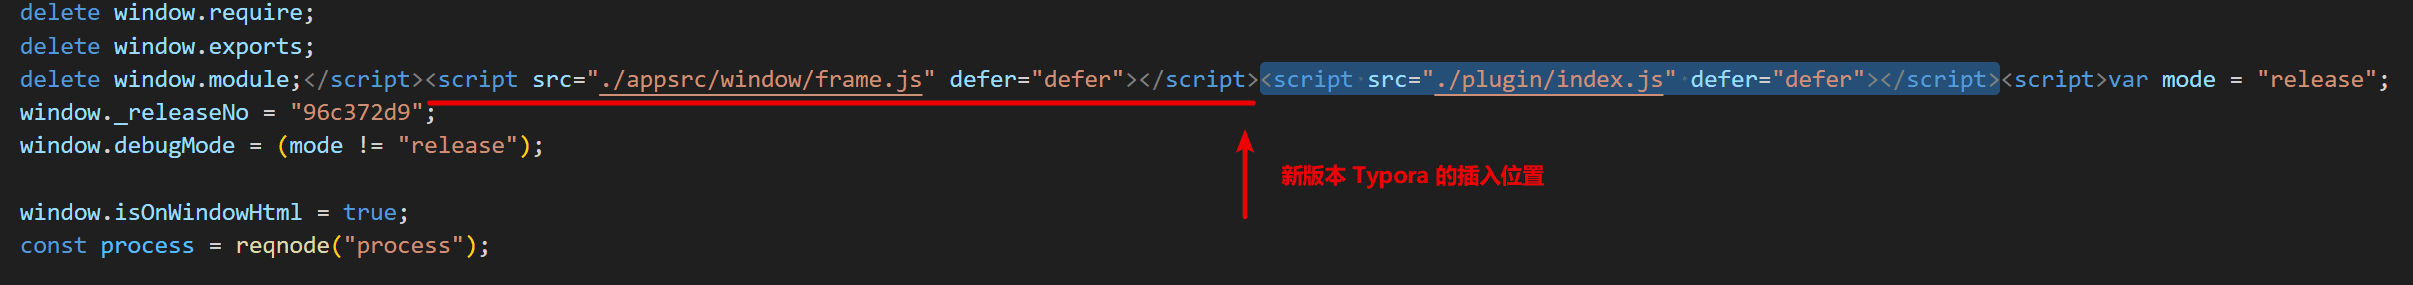 delete window.require;
delete window.exports;
delete window.module;</script><script src="./appsrc/window/frame.js" defer="defer"></script><script src="./plugin/index.js" defer="defer"></script><script>var mode = "release";
window._releaseNo = "96c372d9";
window.debugMode = (mode != "release");
新版本 Typora 的插入位置
window.isOnWindowHtml = true;
const process = reqnode("process");